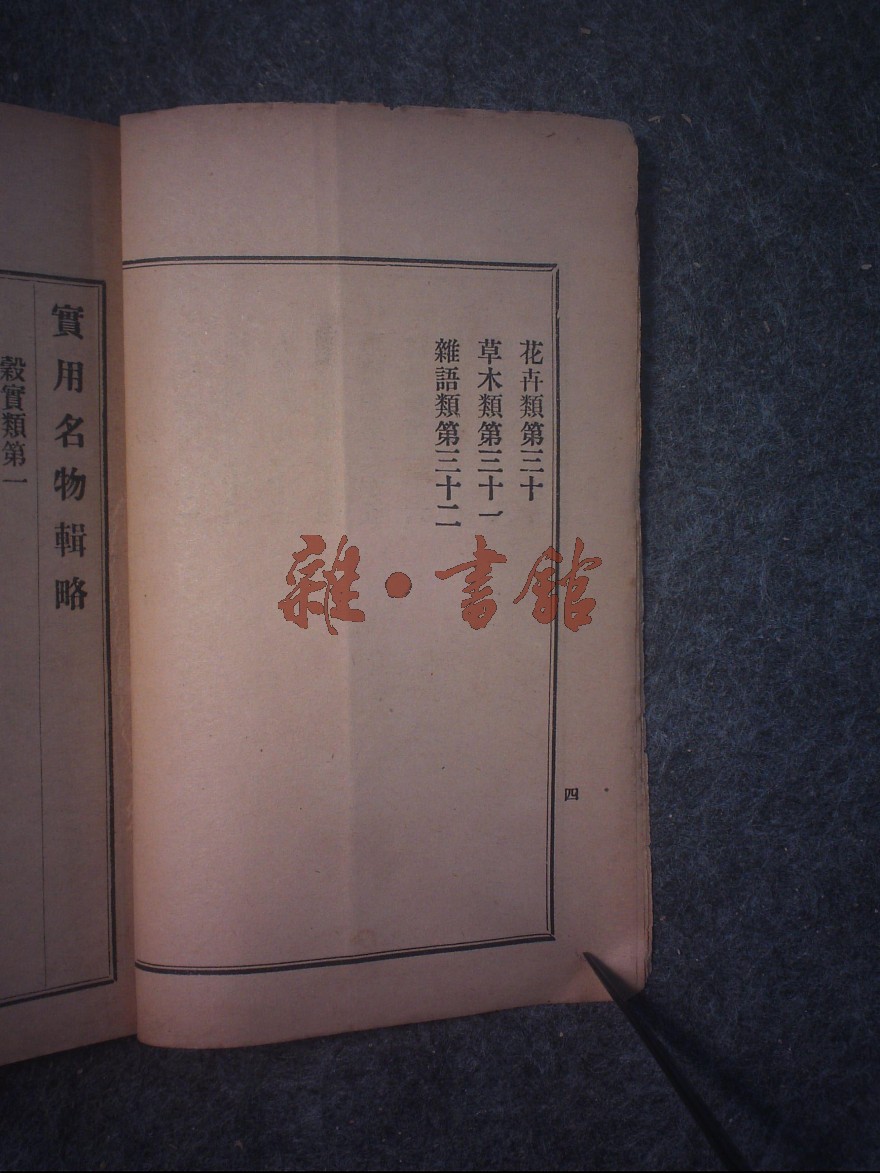 花卉類第三十
草木類第三十一
雜語類第三十二
四
實用名物輯略
穀實類第一
雜·書館